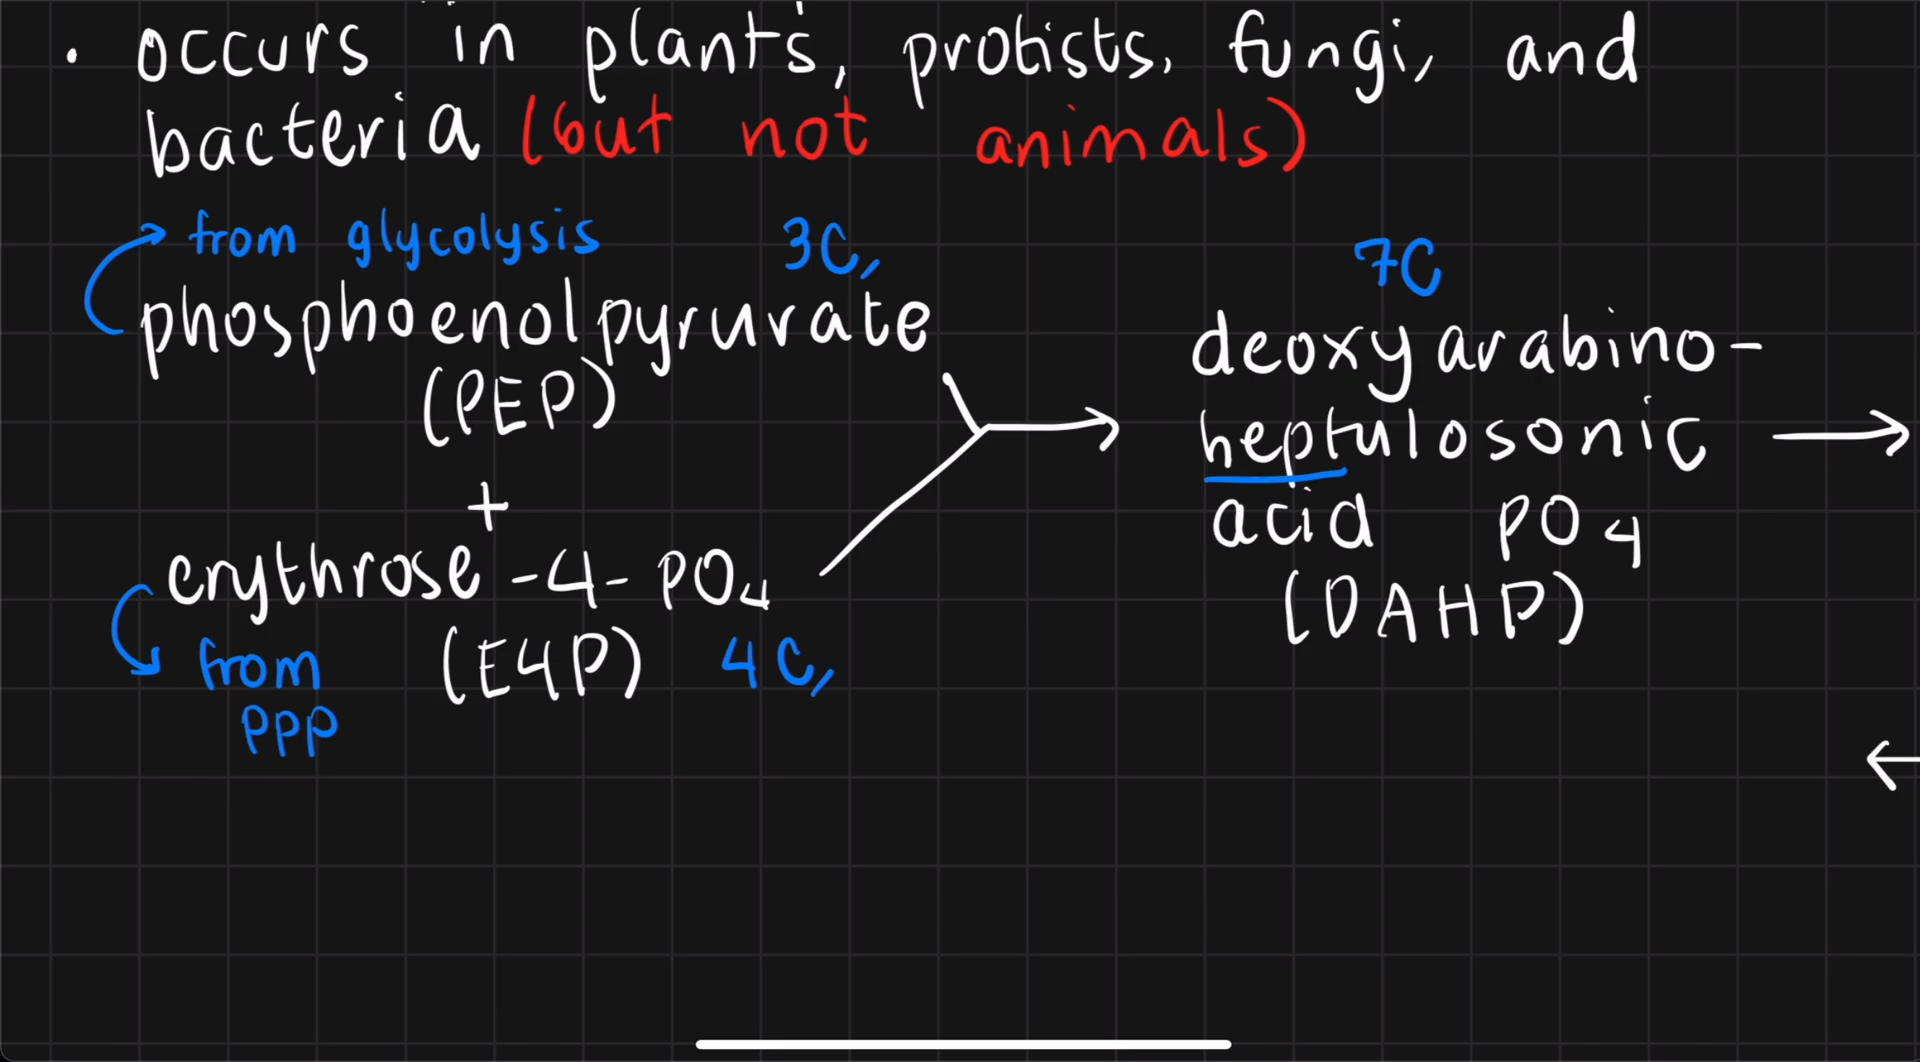 • occurs in plants, protists, fungi, and
bacteria (but not animals)
from glycolysis 3C,
7C
phosphoenolpyruvate
(PEP)
+
erythrose-4-PO4
(E4P) 4C,
from
PPP
deoxyarabino-
heptulosonic
acid PO4
(DAHP)